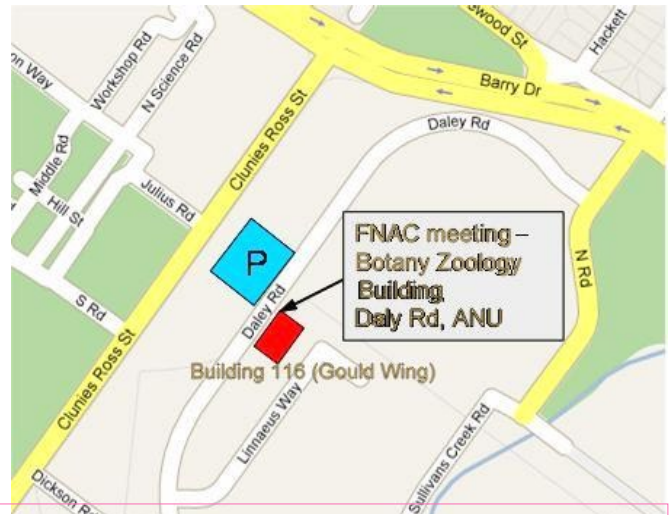 ewood St
Hackett
Workshop Rd
N Science Rd
on Way
Barry Dr
Clunies Ross St
Daley Rd
Middle Rd
Julius Rd
Hill St
FNAC meeting –
Botany Zoology
Building,
Daly Rd, ANU
P
N Rd
S Rd
Daley Rd
Building 116 (Gould Wing)
Clunies Ross St
Linnaeus Way
Sullivans Creek Rd
Dickson Rd